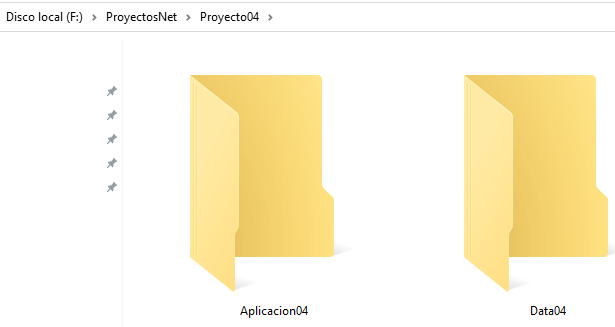 Disco local (F:) > ProyectosNet > Proyecto04 >
Aplicacion04
Data04